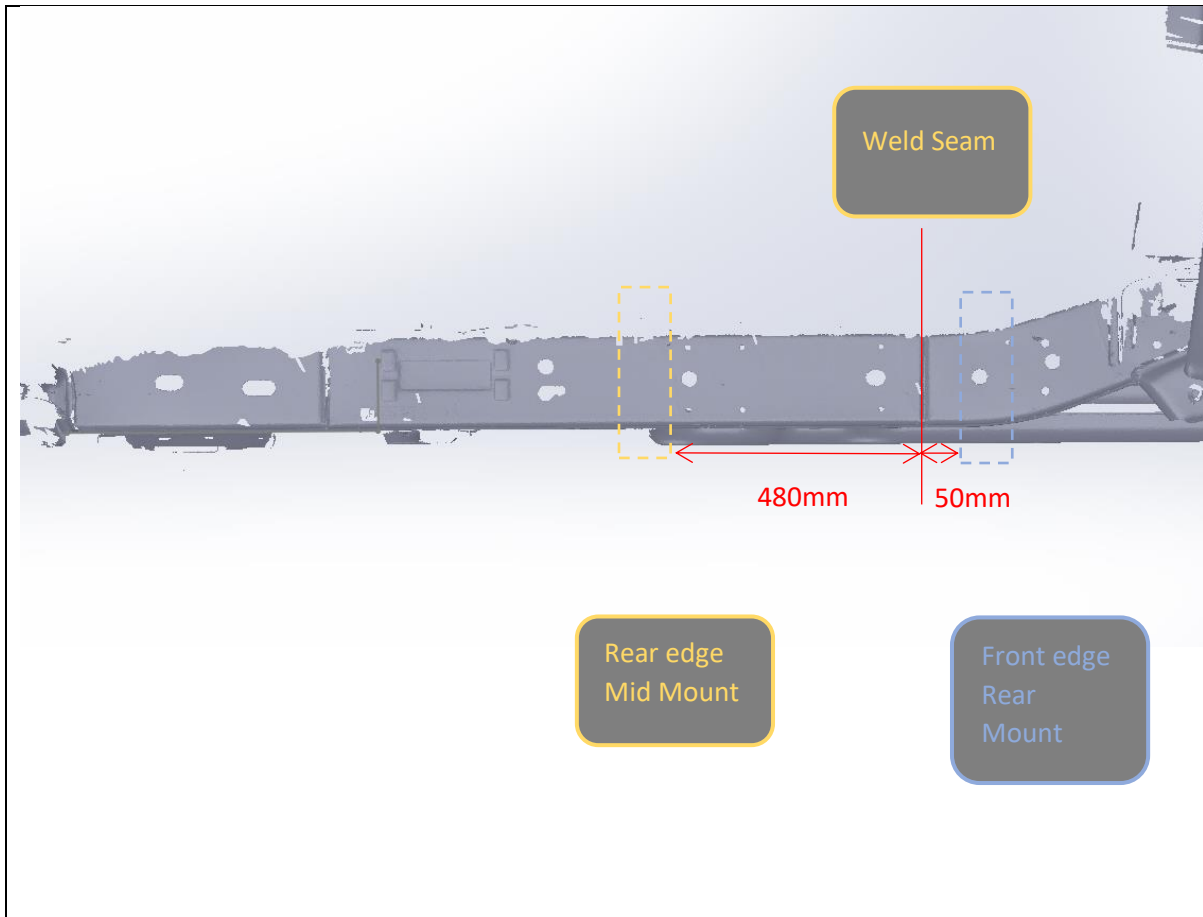 Weld Seam
480mm
50mm
Rear edge
Mid Mount
Front edge
Rear
Mount